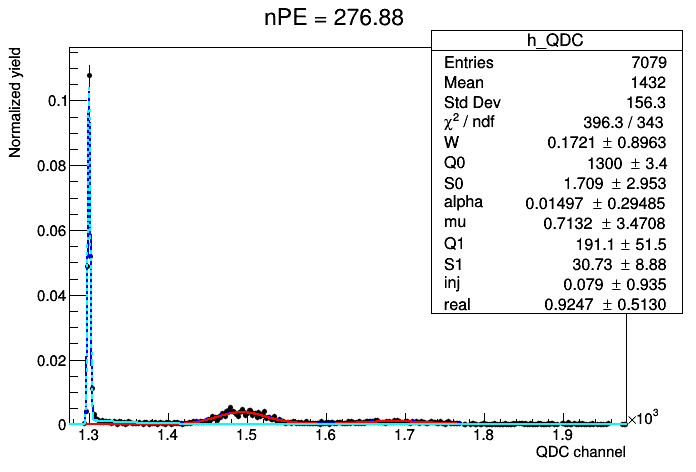 nPE = 276.88
h_QDC
Entries 7079
Mean 1432
Std Dev 156.3
χ² / ndf 396.3 / 343
W 0.1721 ± 0.8963
Q0 1300 ± 3.4
S0 1.709 ± 2.953
alpha 0.01497 ± 0.29485
mu 0.7132 ± 3.4708
Q1 191.1 ± 51.5
S1 30.73 ± 8.88
inj 0.079 ± 0.935
real 0.9247 ± 0.5130
Normalized yield
0.1
0.08
0.06
0.04
0.02
0
1.3 1.4 1.5 1.6 1.7 1.8 1.9 ×10³
QDC channel